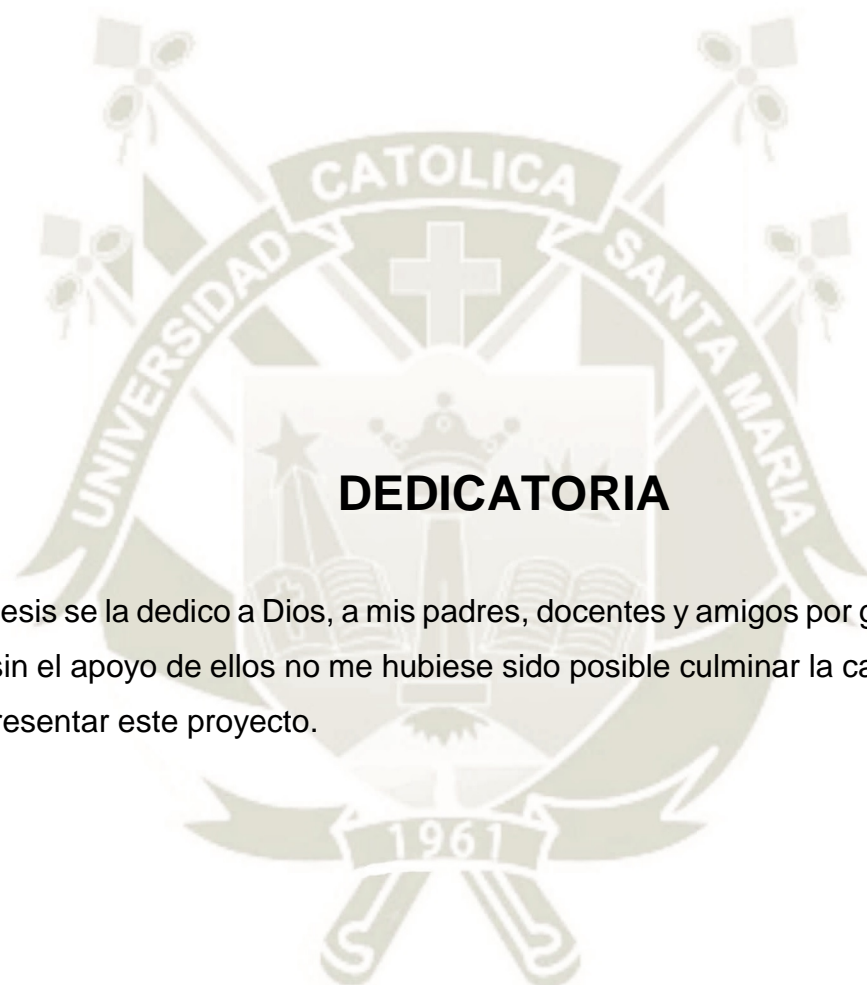 CATOLICA
UNIVERSIDAD
SANTA MARIA
DEDICATORIA
esis se la dedico a Dios, a mis padres, docentes y amigos por g
sin el apoyo de ellos no me hubiese sido posible culminar la ca
resentar este proyecto.
1961